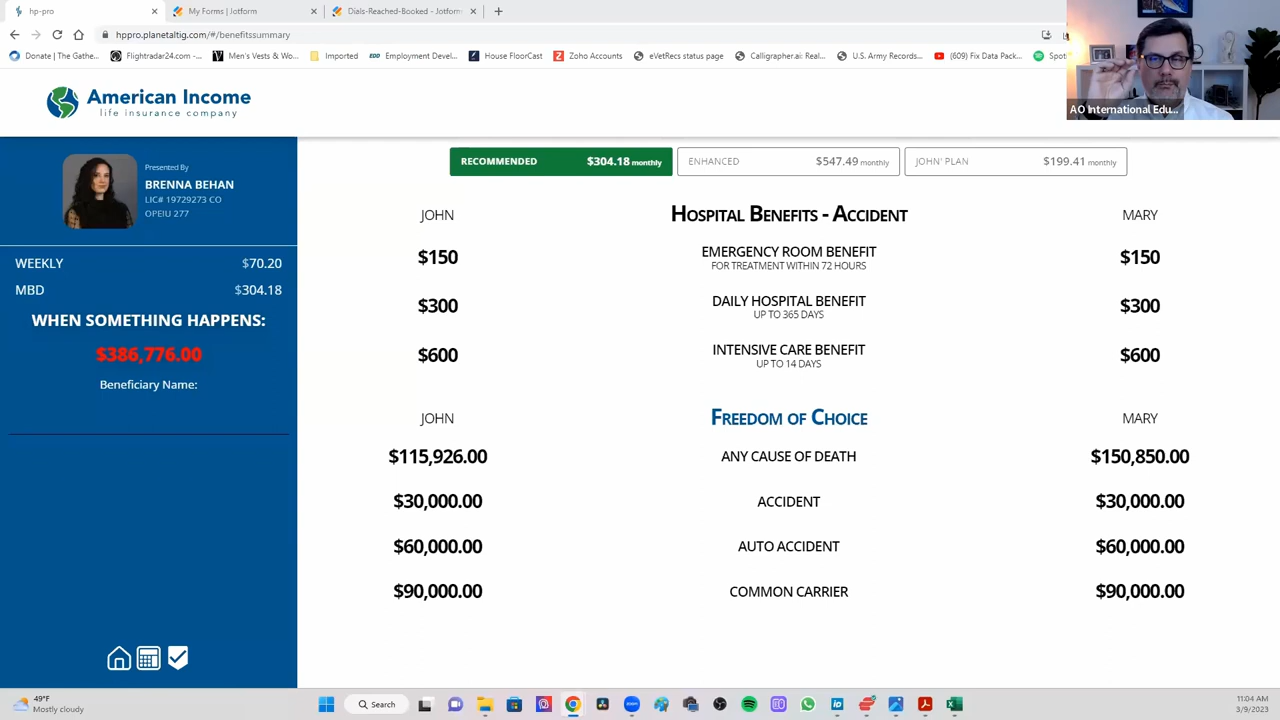 hp-pro
My Forms | Jotform
Dials-Reached-Booked - Jotform
hppro.planetaltig.com/#/benefitssummary
Donate | The Gathe...
Flightradar24.com -...
Men's Vests & Wo...
Imported
EDD
Employment Devel...
House FloorCast
Zoho Accounts
eVetRecs status page
Calligrapher.ai: Real...
U.S. Army Records...
(609) Fix Data Pack...
Spoti
AO International Edu...
American Income
life insurance company
Presented By
BRENNA BEHAN
LIC# 19729273 CO
OPEIU 277
WEEKLY $70.20
MBD $304.18
WHEN SOMETHING HAPPENS:
$386,776.00
Beneficiary Name:
RECOMMENDED $304.18 monthly
ENHANCED $547.49 monthly
JOHN' PLAN $199.41 monthly
JOHN HOSPITAL BENEFITS - ACCIDENT MARY
$150 EMERGENCY ROOM BENEFIT $150
FOR TREATMENT WITHIN 72 HOURS
$300 DAILY HOSPITAL BENEFIT $300
UP TO 365 DAYS
$600 INTENSIVE CARE BENEFIT $600
UP TO 14 DAYS
JOHN FREEDOM OF CHOICE MARY
$115,926.00 ANY CAUSE OF DEATH $150,850.00
$30,000.00 ACCIDENT $30,000.00
$60,000.00 AUTO ACCIDENT $60,000.00
$90,000.00 COMMON CARRIER $90,000.00
49°F
Mostly cloudy
Search
zoom
11:04 AM
3/9/2023